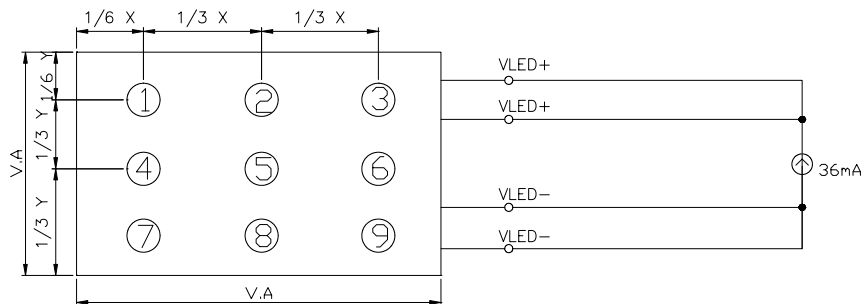 1/6 X 1/3 X 1/3 X
VLED+
1/6 Y
1 2 3
VLED+
1/3 Y
V.A
4 5 6
36mA
VLED−
1/3 Y
7 8 9
VLED−
V.A